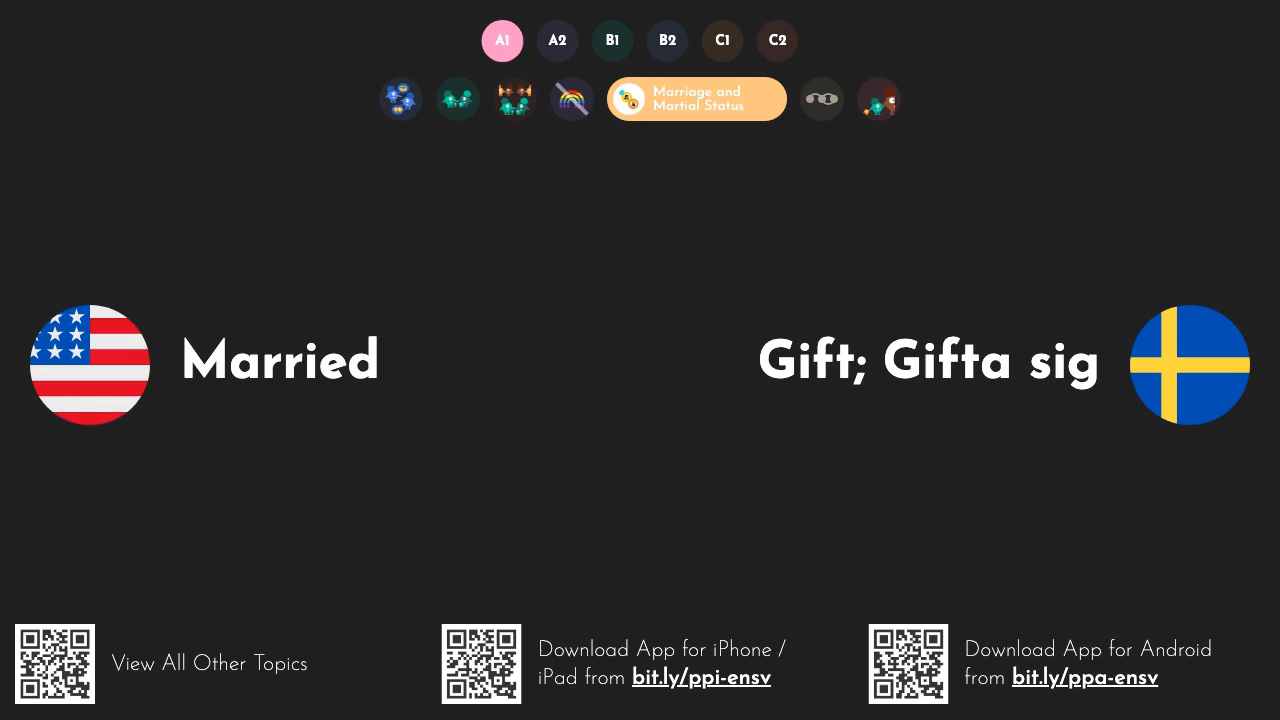 A1 A2 B1 B2 C1 C2
Marriage and
Martial Status
Married
Gift; Gifta sig
View All Other Topics
Download App for iPhone /
iPad from bit.ly/ppi-ensv
Download App for Android
from bit.ly/ppa-ensv